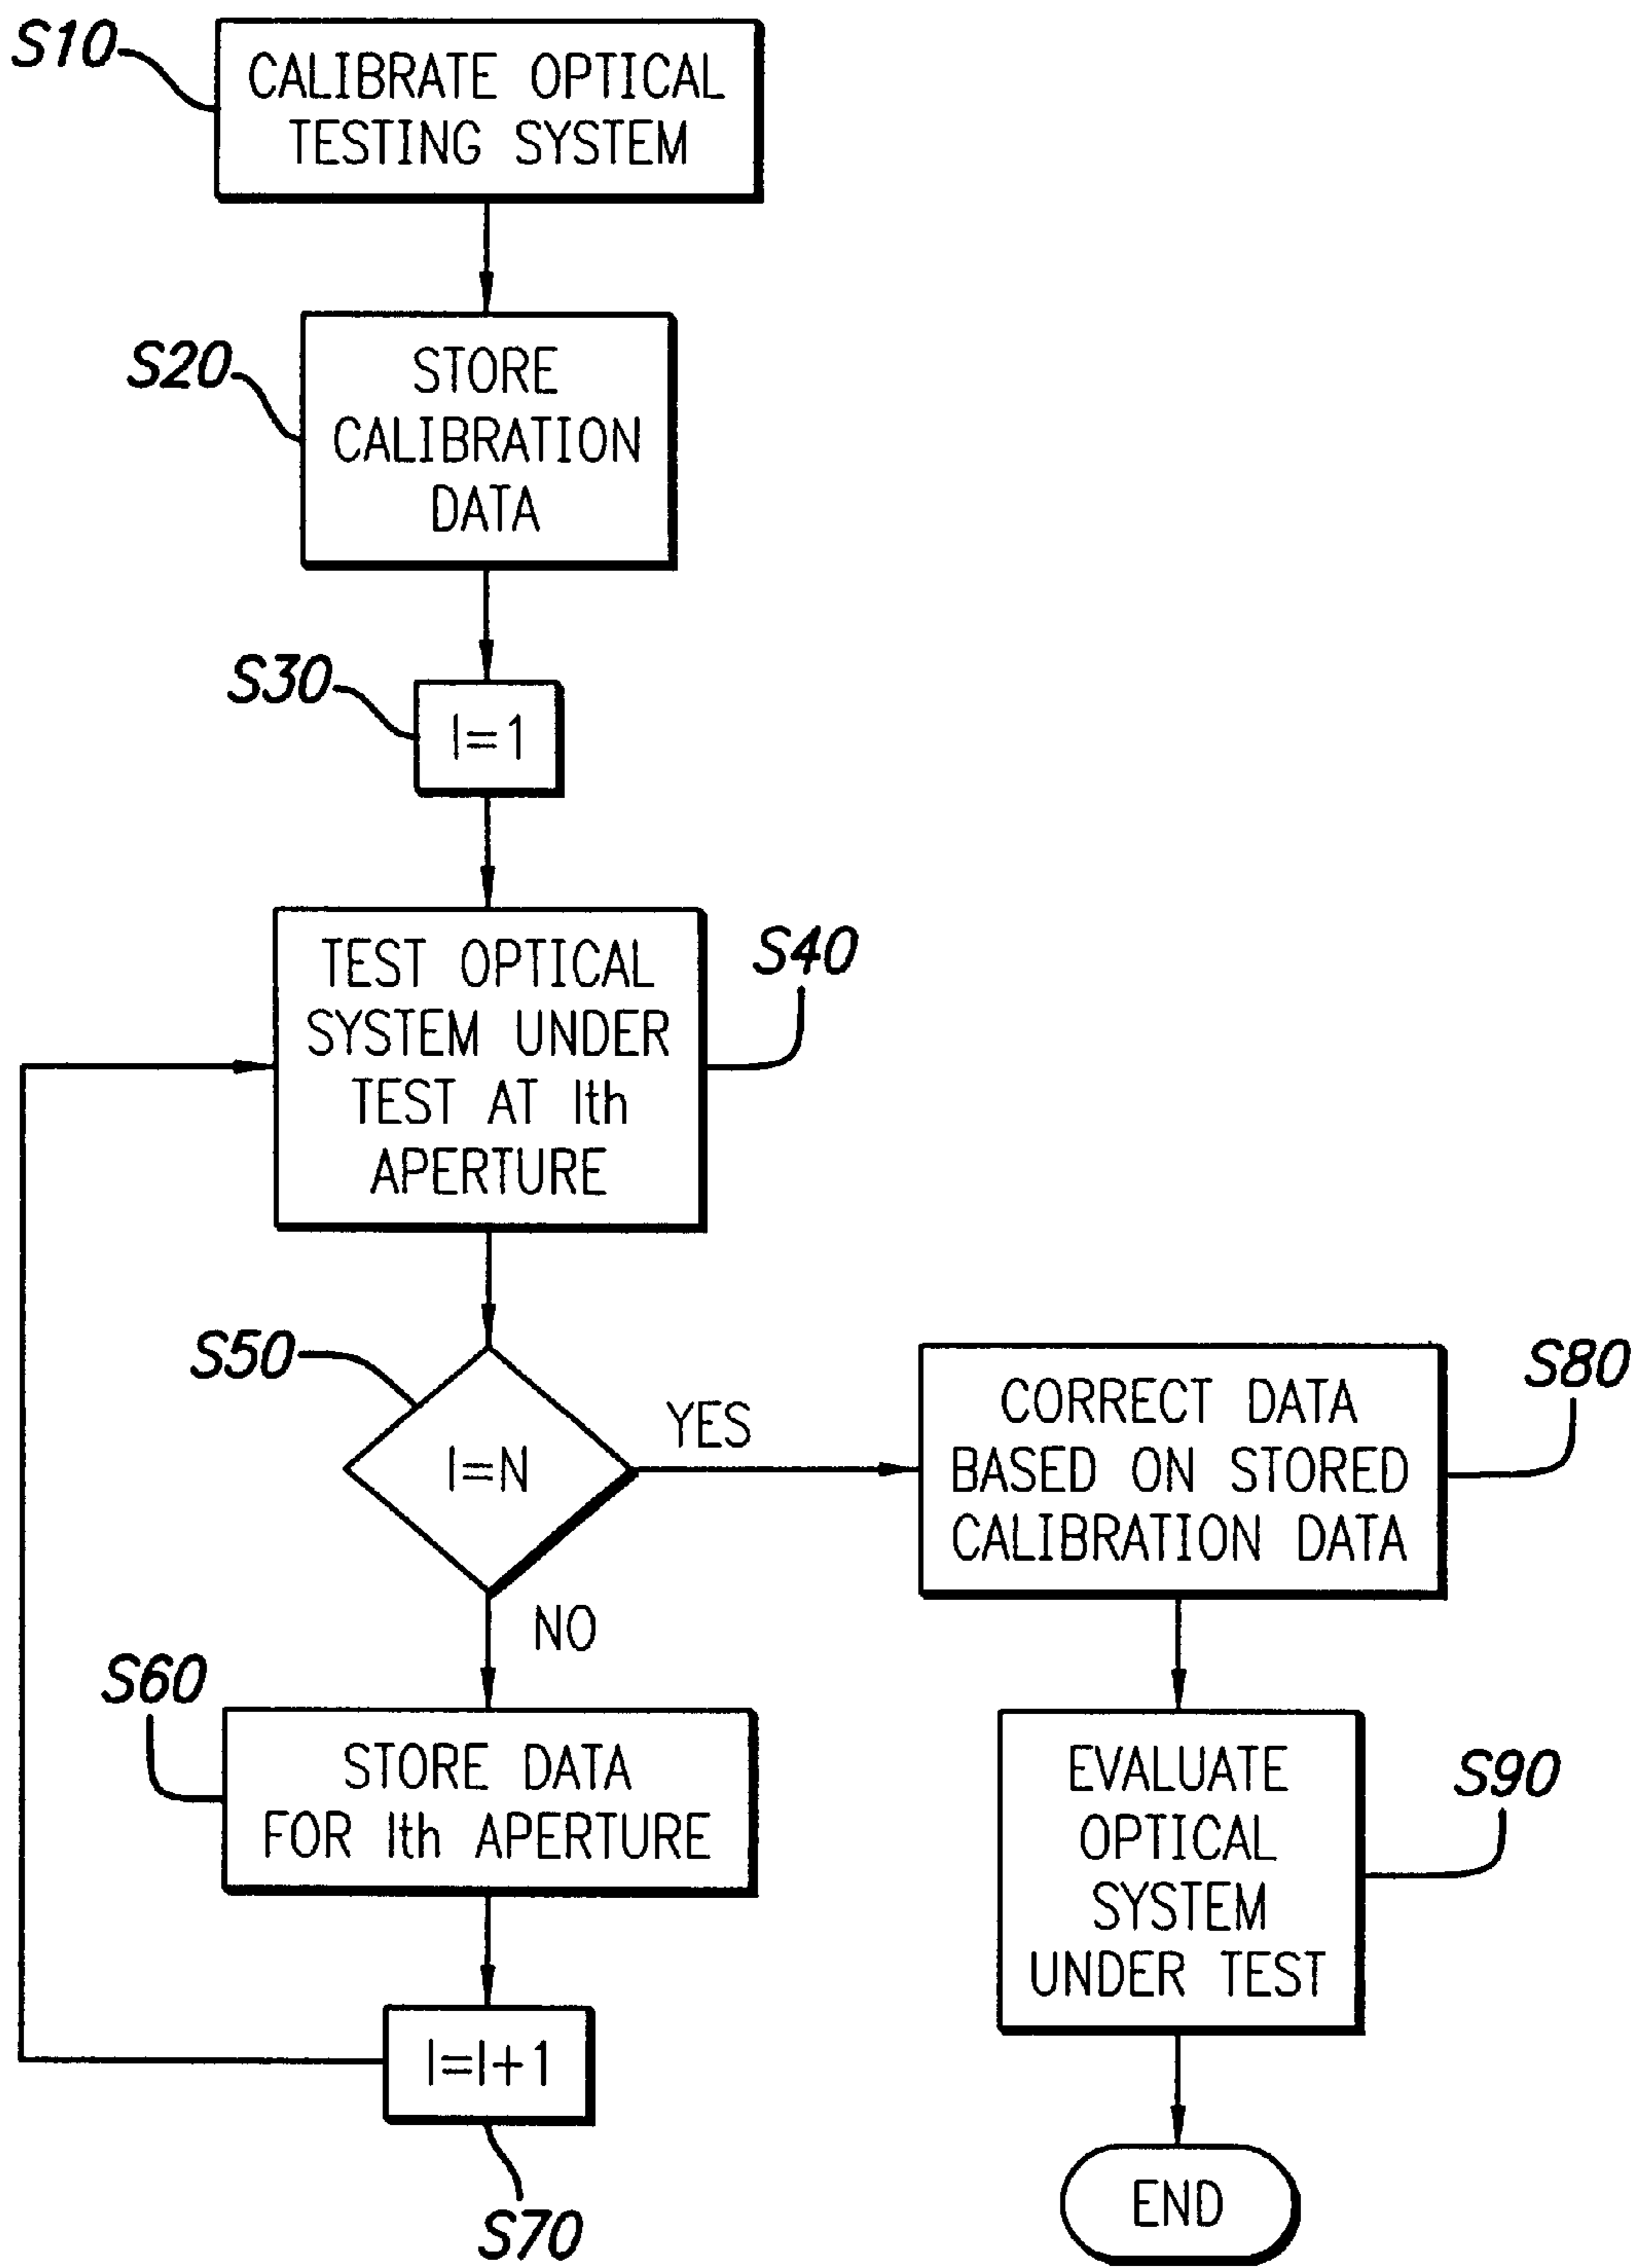 S10
CALIBRATE OPTICAL
TESTING SYSTEM
S20
STORE
CALIBRATION
DATA
S30
I=1
S40
TEST OPTICAL
SYSTEM UNDER
TEST AT Ith
APERTURE
S50
I=N
YES
NO
S80
CORRECT DATA
BASED ON STORED
CALIBRATION DATA
S60
STORE DATA
FOR Ith APERTURE
S90
EVALUATE
OPTICAL
SYSTEM
UNDER TEST
I=I+1
S70
END